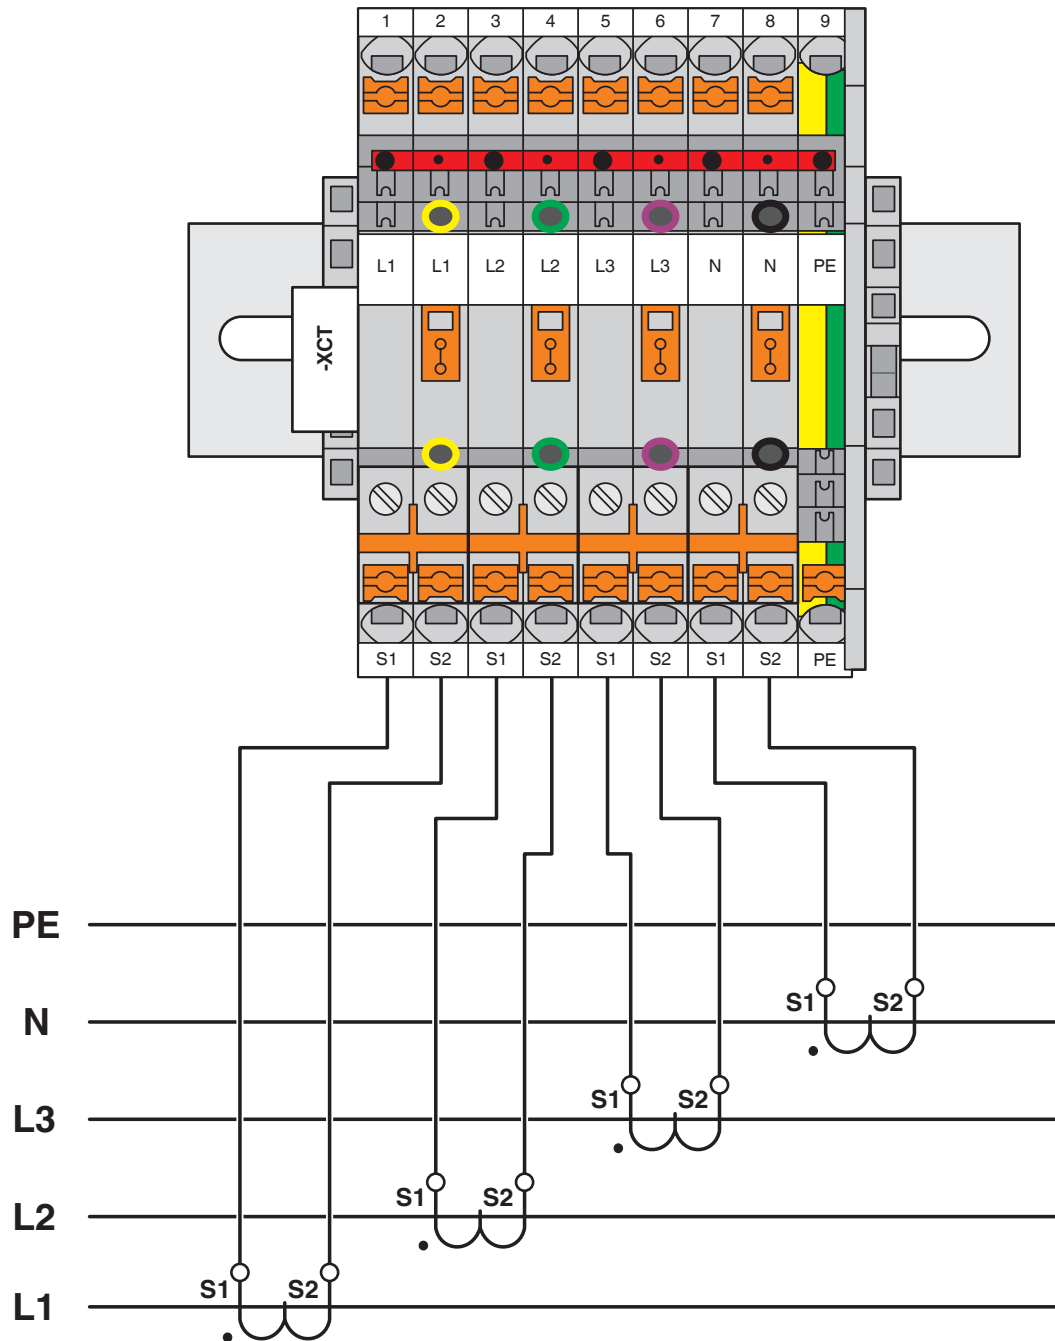 1 2 3 4 5 6 7 8 9
L1 L1 L2 L2 L3 L3 N N PE
-XCT
S1 S2 S1 S2 S1 S2 S1 S2 PE
PE
S1 S2
N
S1 S2
L3
S1 S2
L2
S1 S2
L1